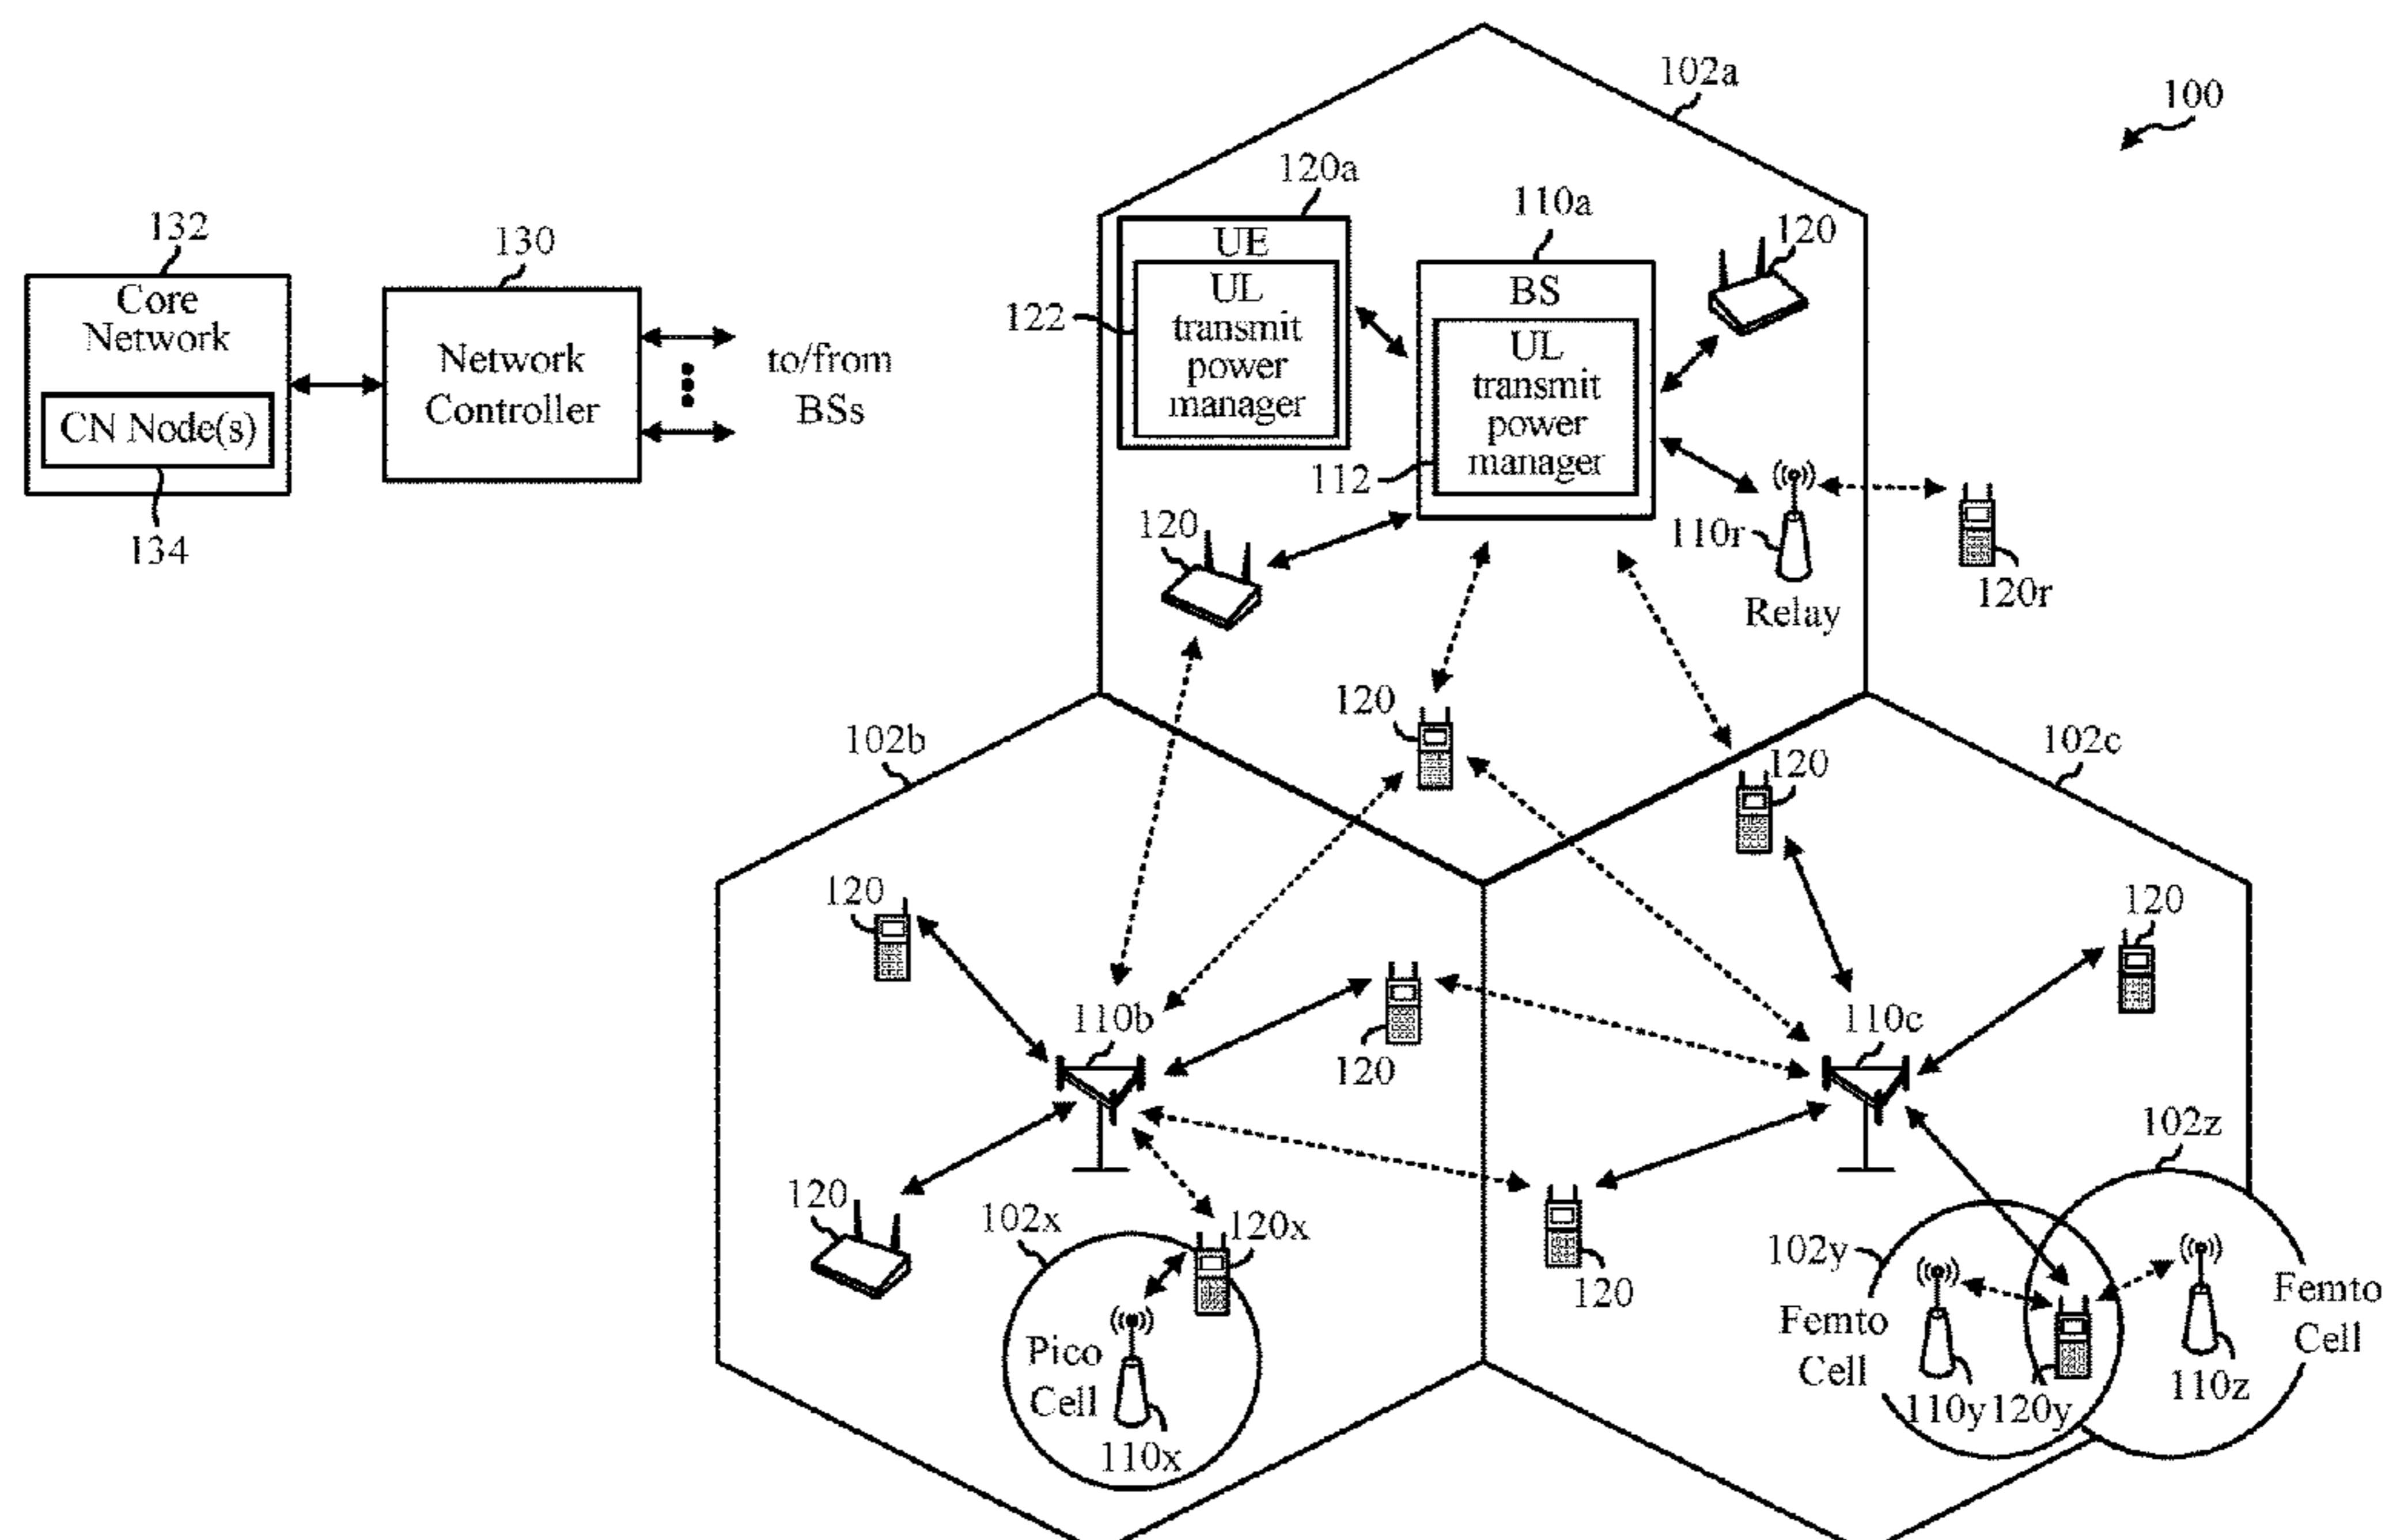 102a
100
120a
110a
120
132
130
UE
UL
transmit
power
manager
122
BS
UL
transmit
power
manager
112
Core
Network
CN Node(s)
134
Network
Controller
to/from
BSs
120
110r
Relay
120r
120
120
102b
102c
120
120
120
110b
110c
120
102z
120
102x
120x
120
102y
Pico
Cell
110x
Femto
Cell
110y
120y
110z
Femto
Cell